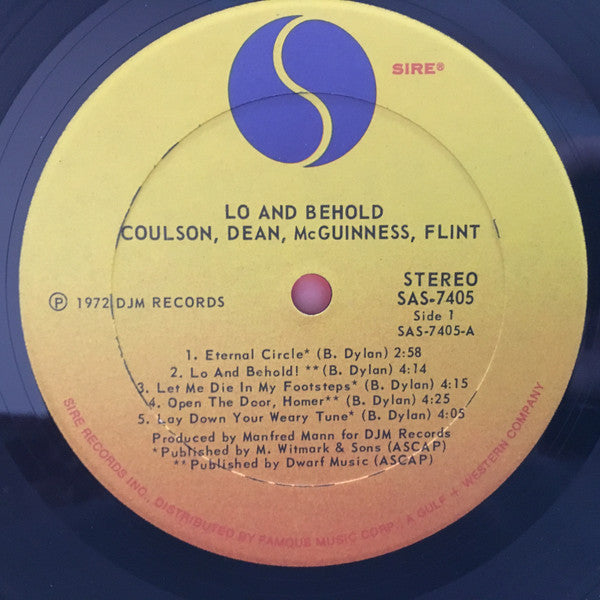 SIRE®
LO AND BEHOLD
COULSON, DEAN, McGUINNESS, FLINT
STEREO
SAS-7405
Side 1
SAS-7405-A
Ⓟ 1972 DJM RECORDS
1. Eternal Circle* (B. Dylan) 2:58
2. Lo And Behold! ** (B. Dylan) 4:14
3. Let Me Die In My Footsteps* (B. Dylan) 4:15
4. Open The Door, Homer** (B. Dylan) 4:25
5. Lay Down Your Weary Tune* (B. Dylan) 4:05
Produced by Manfred Mann for DJM Records
*Published by M. Witmark & Sons (ASCAP)
**Published by Dwarf Music (ASCAP)
SIRE RECORDS INC., DISTRIBUTED BY FAMOUS MUSIC CORP., A GULF + WESTERN COMPANY